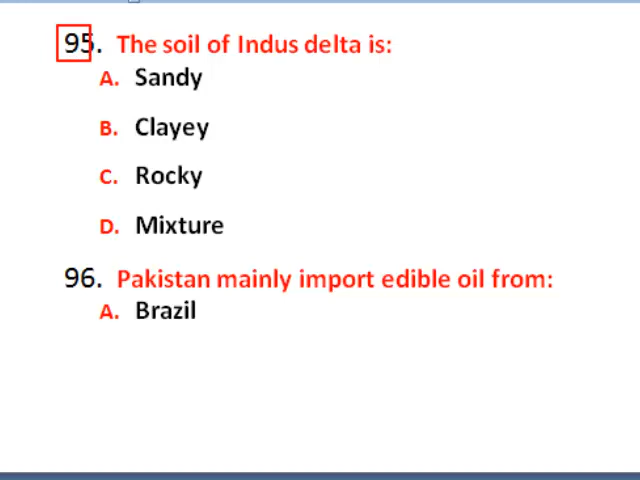 95. The soil of Indus delta is:
A. Sandy
B. Clayey
C. Rocky
D. Mixture
96. Pakistan mainly import edible oil from:
A. Brazil